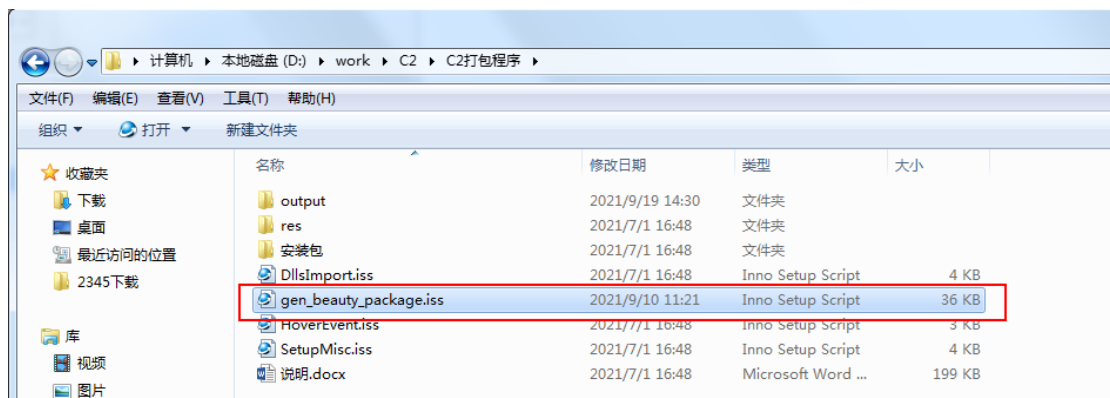 计算机 本地磁盘 (D:) work C2 C2打包程序
文件(F) 编辑(E) 查看(V) 工具(T) 帮助(H)
组织 打开 新建文件夹
收藏夹
下载
桌面
最近访问的位置
2345下载
库
视频
图片
名称 修改日期 类型 大小
output 2021/9/19 14:30 文件夹
res 2021/7/1 16:48 文件夹
安装包 2021/7/1 16:48 文件夹
DllsImport.iss 2021/7/1 16:48 Inno Setup Script 4 KB
gen_beauty_package.iss 2021/9/10 11:21 Inno Setup Script 36 KB
HoverEvent.iss 2021/7/1 16:48 Inno Setup Script 3 KB
SetupMisc.iss 2021/7/1 16:48 Inno Setup Script 4 KB
说明.docx 2021/7/1 16:48 Microsoft Word ... 199 KB